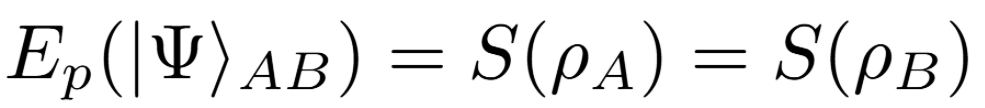 E_p(|Ψ⟩_{AB}) = S(ρ_A) = S(ρ_B)